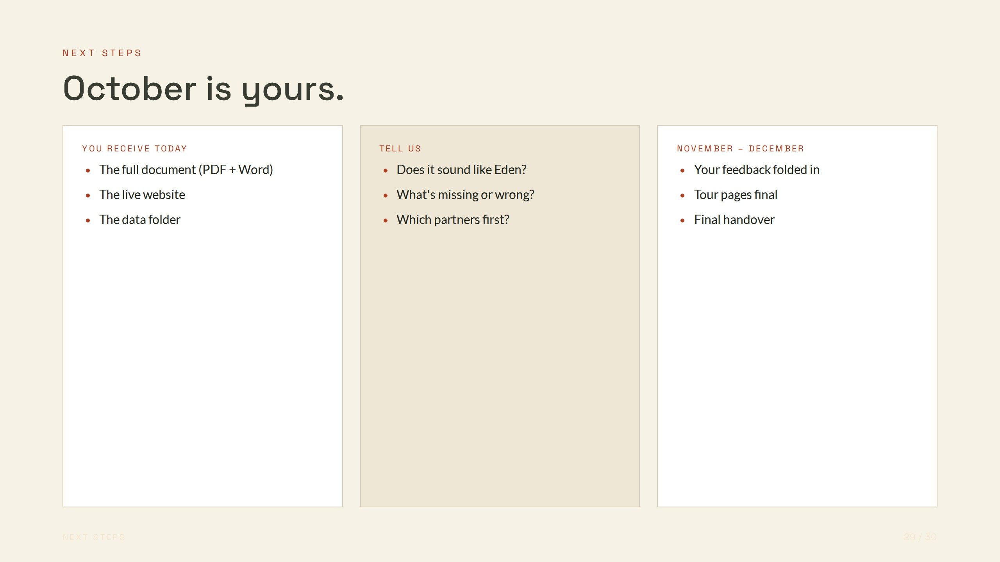 NEXT STEPS
October is yours.
YOU RECEIVE TODAY
• The full document (PDF + Word)
• The live website
• The data folder
TELL US
• Does it sound like Eden?
• What's missing or wrong?
• Which partners first?
NOVEMBER – DECEMBER
• Your feedback folded in
• Tour pages final
• Final handover
NEXT STEPS
29 / 30